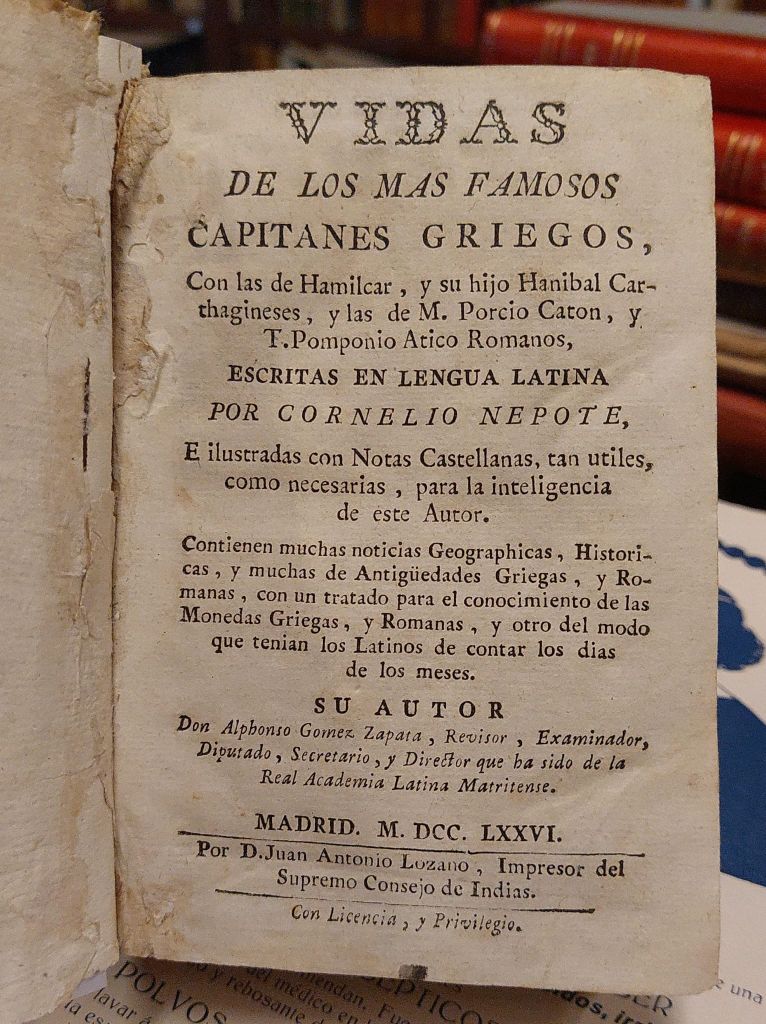 VIDAS
DE LOS MAS FAMOSOS
CAPITANES GRIEGOS,
Con las de Hamilcar, y su hijo Hanibal Car-
thagineses, y las de M. Porcio Caton, y
T.Pomponio Atico Romanos,
ESCRITAS EN LENGUA LATINA
POR CORNELIO NEPOTE,
E ilustradas con Notas Castellanas, tan utiles,
como necesarias, para la inteligencia
de este Autor.
Contienen muchas noticias Geographicas, Histori-
cas, y muchas de Antigüedades Griegas, y Ro-
manas, con un tratado para el conocimiento de las
Monedas Griegas, y Romanas, y otro del modo
que tenian los Latinos de contar los dias
de los meses.
SU AUTOR
Don Alphonso Gomez Zapata, Revisor, Examinador,
Diputado, Secretario, y Director que ha sido de la
Real Academia Latina Matritense.
MADRID. M. DCC. LXXVI.
Por D.Juan Antonio Lozano, Impresor del
Supremo Consejo de Indias.
Con Licencia, y Privilegio.
POLVOS
lavar
y rebosante
del médico en